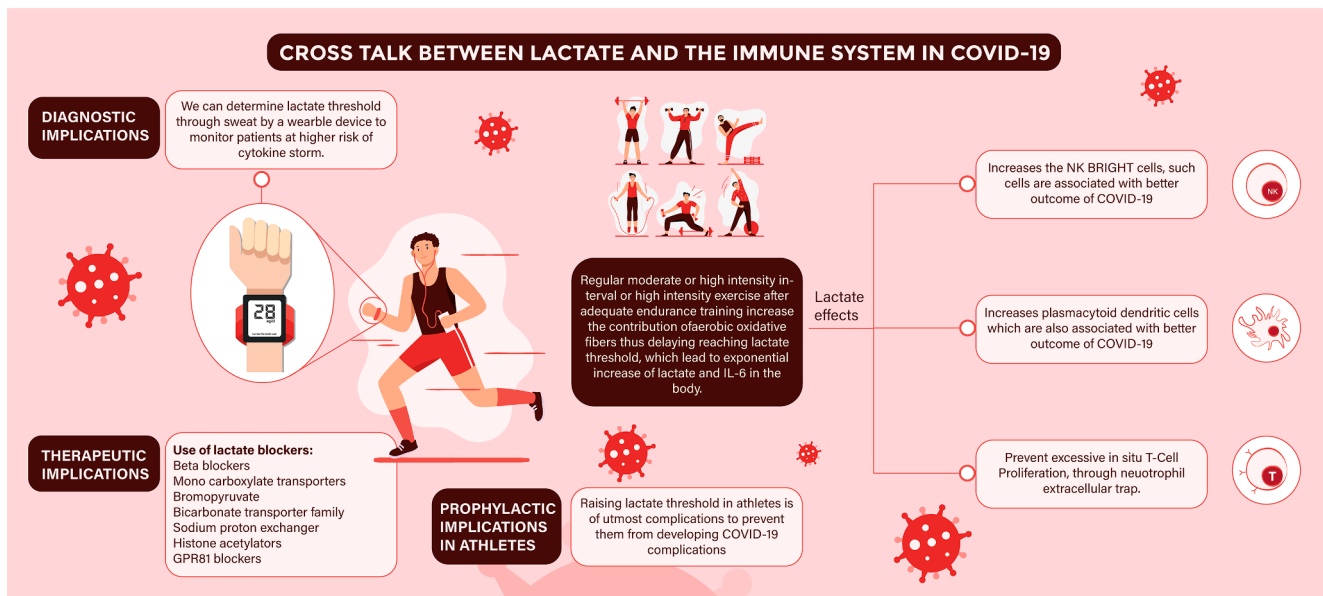 CROSS TALK BETWEEN LACTATE AND THE IMMUNE SYSTEM IN COVID-19
DIAGNOSTIC
IMPLICATIONS
We can determine lactate threshold
through sweat by a wearble device to
monitor patients at higher risk of
cytokine storm.
28
THERAPEUTIC
IMPLICATIONS
Use of lactate blockers:
Beta blockers
Mono carboxylate transporters
Bromopyruvate
Bicarbonate transporter family
Sodium proton exchanger
Histone acetylators
GPR81 blockers
PROPHYLACTIC
IMPLICATIONS
IN ATHLETES
Raising lactate threshold in athletes is
of utmost complications to prevent
them from developing COVID-19
complications
Regular moderate or high intensity in-
terval or high intensity exercise after
adequate endurance training increase
the contribution ofaerobic oxidative
fibers thus delaying reaching lactate
threshold, which lead to exponential
increase of lactate and IL-6 in the
body.
Lactate
effects
Increases the NK BRIGHT cells, such
cells are associated with better
outcome of COVID-19
NK
Increases plasmacytoid dendritic cells
which are also associated with better
outcome of COVID-19
Prevent excessive in situ T-Cell
Proliferation, through neuotrophil
extracellular trap.
T